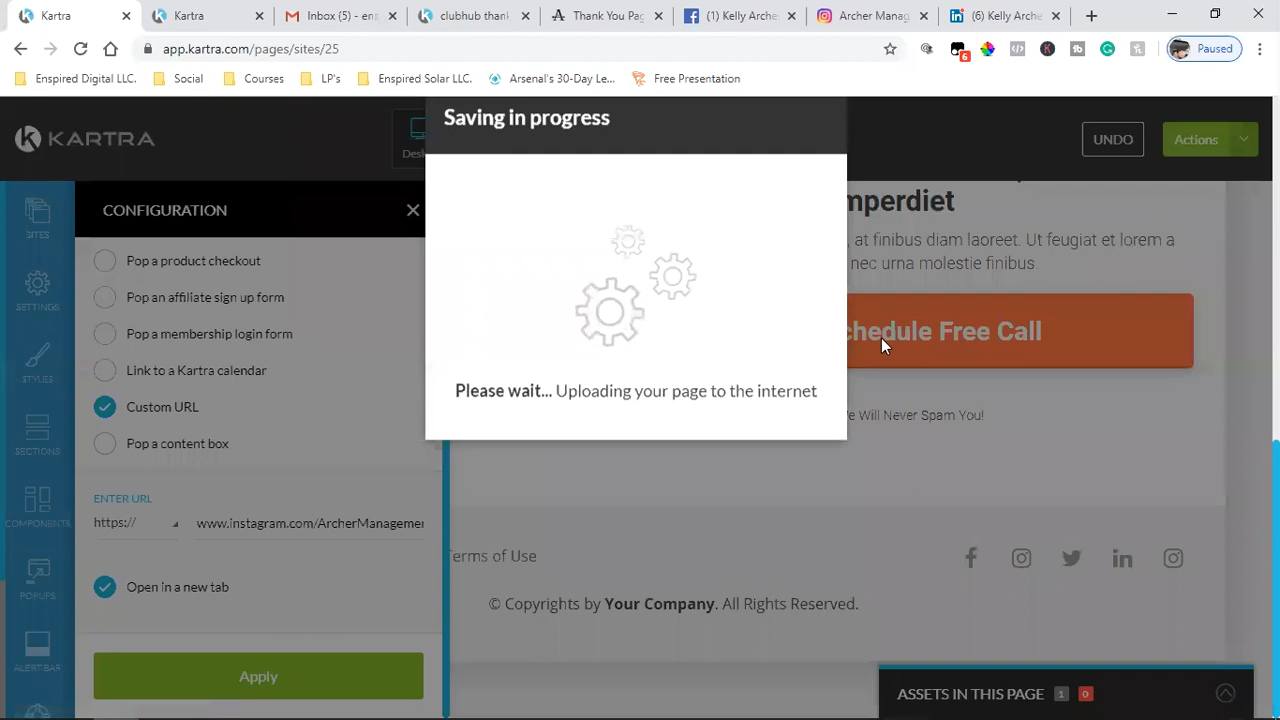 Kartra
Kartra
Inbox (5) - en
clubhub thank
Thank You Pag
(1) Kelly Arche
Archer Manag
(6) Kelly Arche
app.kartra.com/pages/sites/25
6
Paused
Enspired Digital LLC.
Social
Courses
LP's
Enspired Solar LLC.
Arsenal's 30-Day Le...
Free Presentation
KARTRA
Des
Saving in progress
UNDO
Actions
SITES
SETTINGS
STYLES
SECTIONS
COMPONENTS
POPUPS
ALERT BAR
CONFIGURATION
Pop a product checkout
Pop an affiliate sign up form
Pop a membership login form
Link to a Kartra calendar
Custom URL
Pop a content box
ENTER URL
https://
www.instagram.com/ArcherManagemen
Open in a new tab
Apply
Please wait... Uploading your page to the internet
mperdiet
, at finibus diam laoreet. Ut feugiat et lorem a
nec urna molestie finibus.
chedule Free Call
We Will Never Spam You!
Terms of Use
© Copyrights by Your Company. All Rights Reserved.
ASSETS IN THIS PAGE 1 0